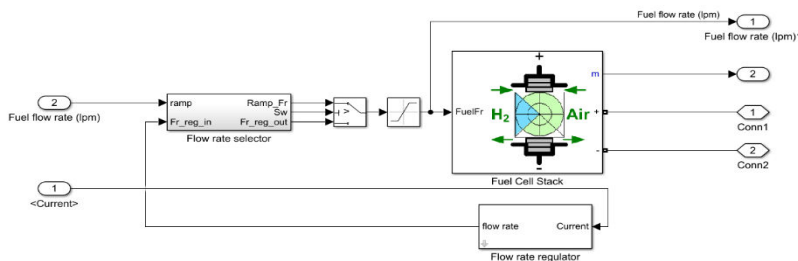 Fuel flow rate (lpm)
1
Fuel flow rate (lpm)'
+
m
2
2
Fuel flow rate (lpm)
ramp
Fr_reg_in
Ramp_Fr
Sw
Fr_reg_out
>
FuelFr
H2
Air
+
1
Conn1
-
2
Conn2
-
Flow rate selector
Fuel Cell Stack
1
<Current>
flow rate
Current
Flow rate regulator